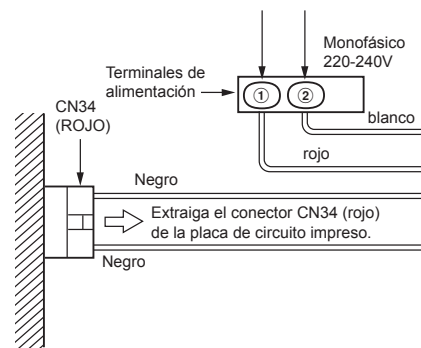 Monofásico
220-240V
Terminales de
alimentación
① ②
CN34
(ROJO)
blanco
rojo
Negro
Extraiga el conector CN34 (rojo)
de la placa de circuito impreso.
Negro